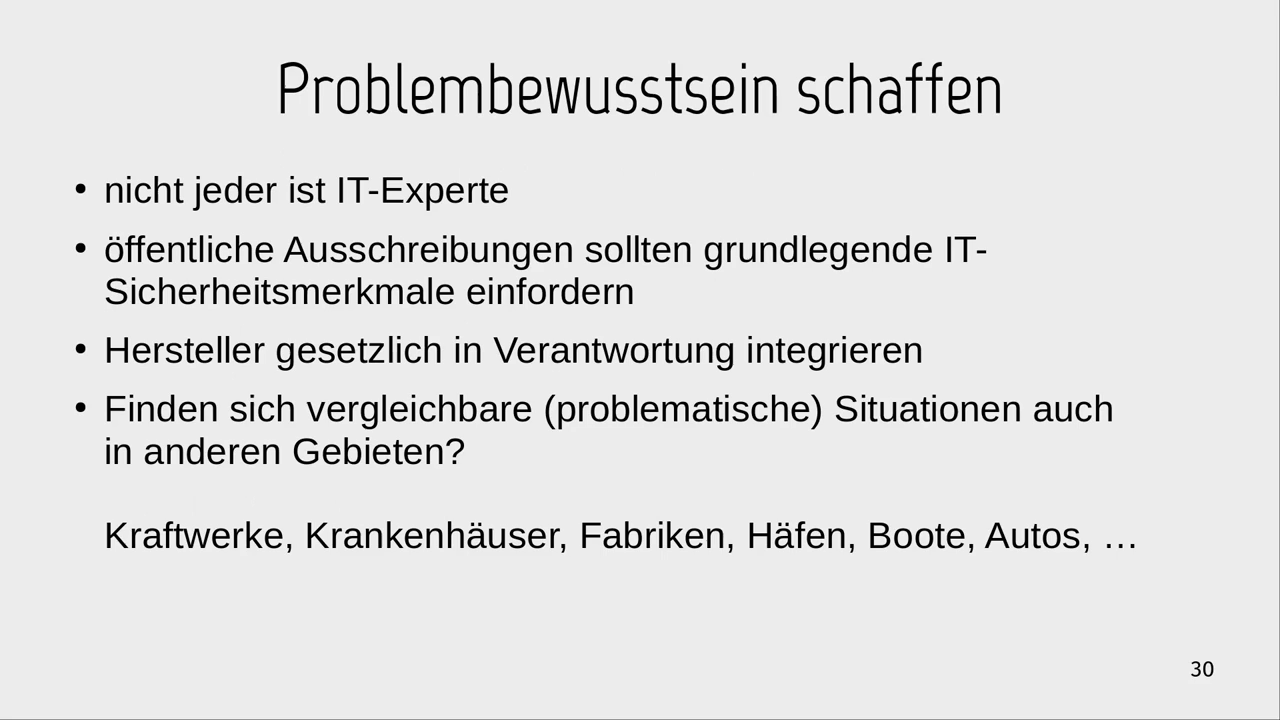 Problembewusstsein schaffen
• nicht jeder ist IT-Experte
• öffentliche Ausschreibungen sollten grundlegende IT-
Sicherheitsmerkmale einfordern
• Hersteller gesetzlich in Verantwortung integrieren
• Finden sich vergleichbare (problematische) Situationen auch
in anderen Gebieten?
Kraftwerke, Krankenhäuser, Fabriken, Häfen, Boote, Autos, …
30